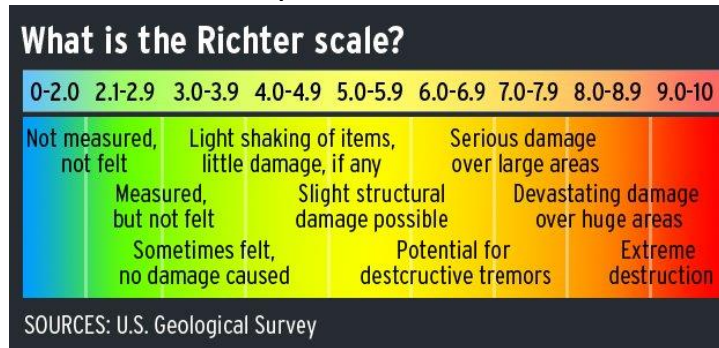 What is the Richter scale?
0-2.0 2.1-2.9 3.0-3.9 4.0-4.9 5.0-5.9 6.0-6.9 7.0-7.9 8.0-8.9 9.0-10
Not measured,
not felt
Measured,
but not felt
Sometimes felt,
no damage caused
Light shaking of items,
little damage, if any
Slight structural
damage possible
Potential for
destcructive tremors
Serious damage
over large areas
Devastating damage
over huge areas
Extreme
destruction
SOURCES: U.S. Geological Survey